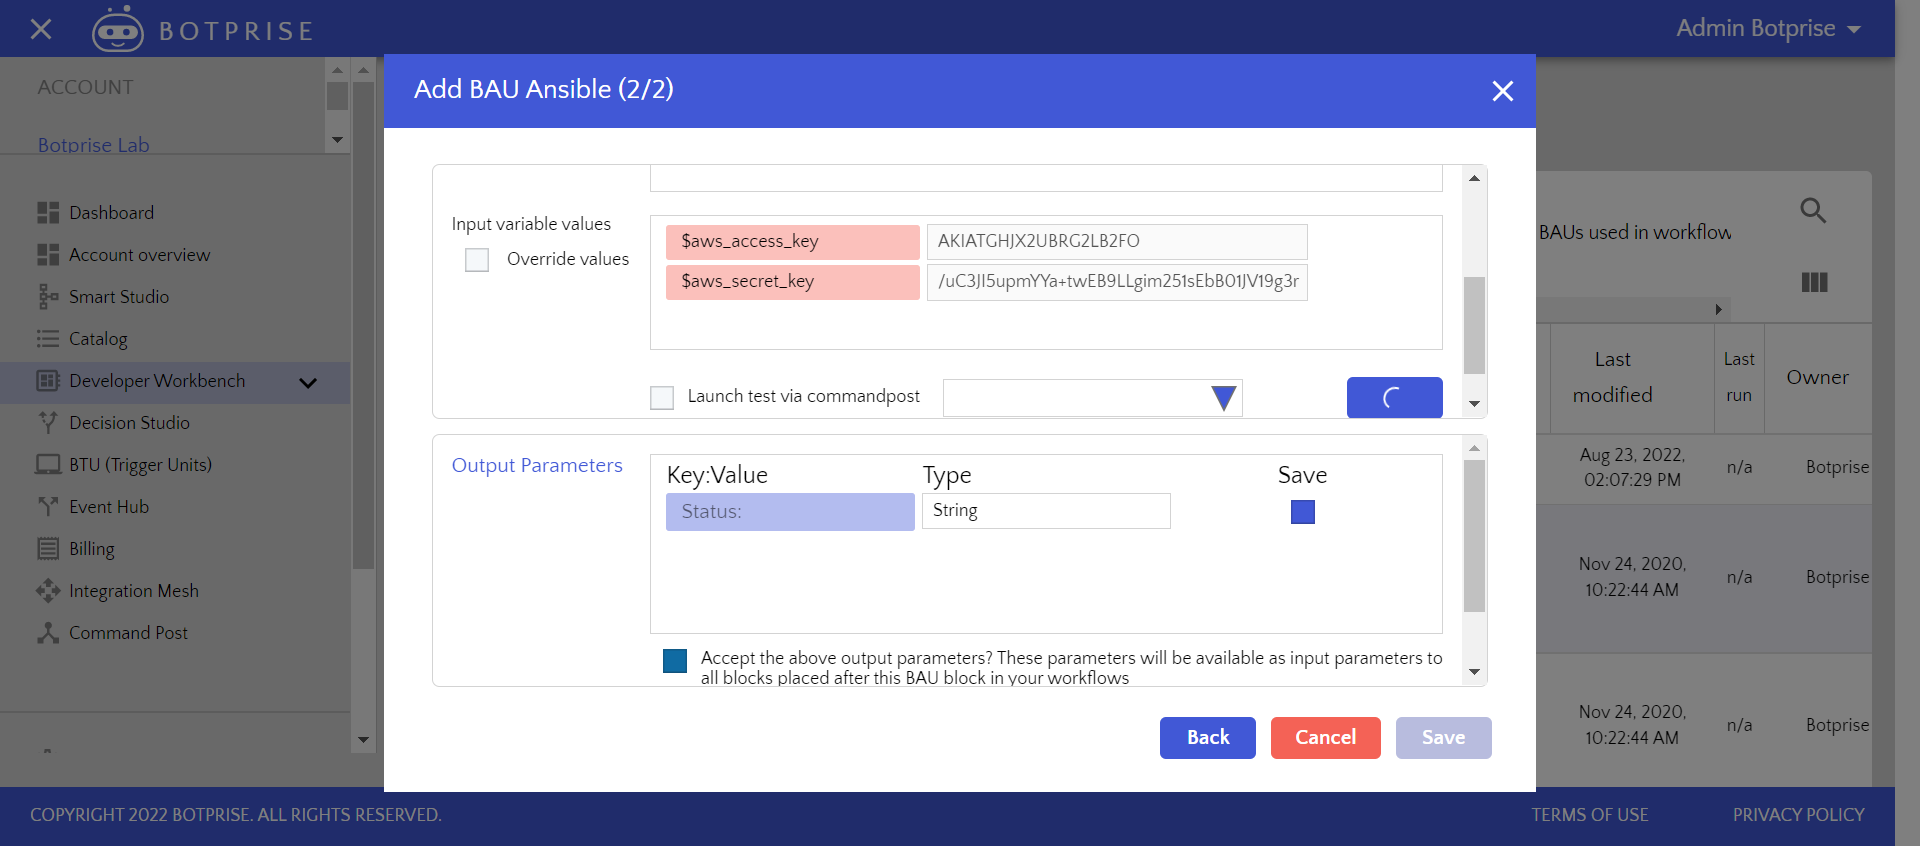 BOTPRISE
Admin Botprise
ACCOUNT
Botprise Lab
Dashboard
Account overview
Smart Studio
Catalog
Developer Workbench
Decision Studio
BTU (Trigger Units)
Event Hub
Billing
Integration Mesh
Command Post
Add BAU Ansible (2/2)
Input variable values
Override values
$aws_access_key
AKIATGHJX2UBRG2LB2FO
$aws_secret_key
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
Launch test via commandpost
Output Parameters
Key:Value
Type
Save
Status:
String
Accept the above output parameters? These parameters will be available as input parameters to
all blocks placed after this BAU block in your workflows
Back
Cancel
Save
BAUs used in workflow
Last
modified
Last
run
Owner
Aug 23, 2022,
02:07:29 PM
n/a
Botprise
Nov 24, 2020,
10:22:44 AM
n/a
Botprise
Nov 24, 2020,
10:22:44 AM
n/a
Botprise
COPYRIGHT 2022 BOTPRISE. ALL RIGHTS RESERVED.
TERMS OF USE
PRIVACY POLICY